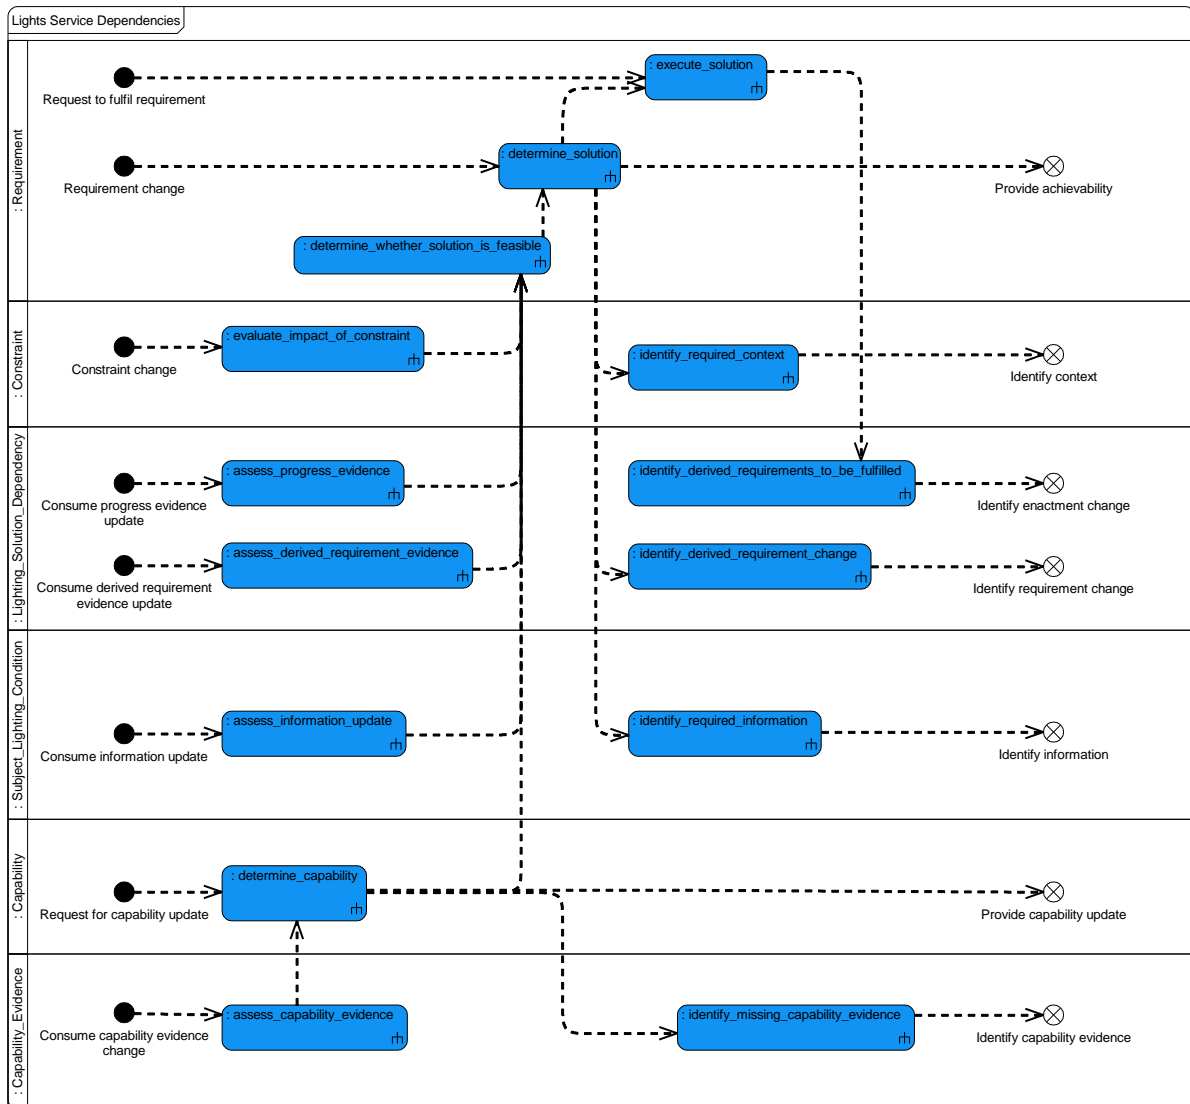 Lights Service Dependencies
: Requirement
: execute_solution
Request to fulfil requirement
: determine_solution
Requirement change
Provide achievability
: determine_whether_solution_is_feasible
: Constraint
: evaluate_impact_of_constraint
Constraint change
: identify_required_context
Identify context
: Lighting_Solution_Dependency
: assess_progress_evidence
Consume progress evidence
update
: identify_derived_requirements_to_be_fulfilled
Identify enactment change
: assess_derived_requirement_evidence
Consume derived requirement
evidence update
: identify_derived_requirement_change
Identify requirement change
: Subject_Lighting_Condition
: assess_information_update
Consume information update
: identify_required_information
Identify information
: Capability
: determine_capability
Request for capability update
Provide capability update
: Capability_Evidence
: assess_capability_evidence
Consume capability evidence
change
: identify_missing_capability_evidence
Identify capability evidence